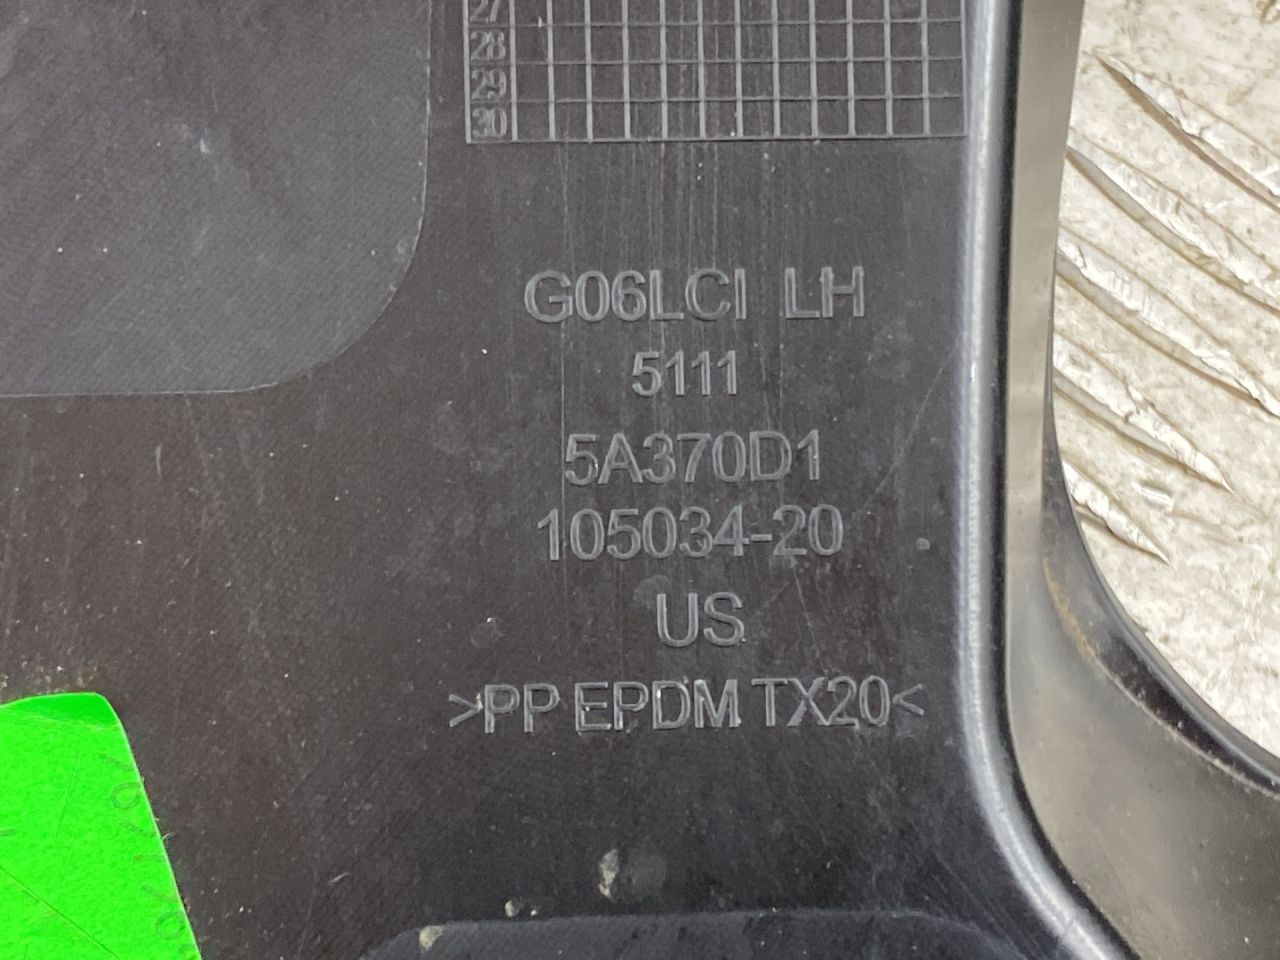 27
28
29
30
G06LCI LH
5111
5A370D1
105034-20
US
>PP EPDM TX20<